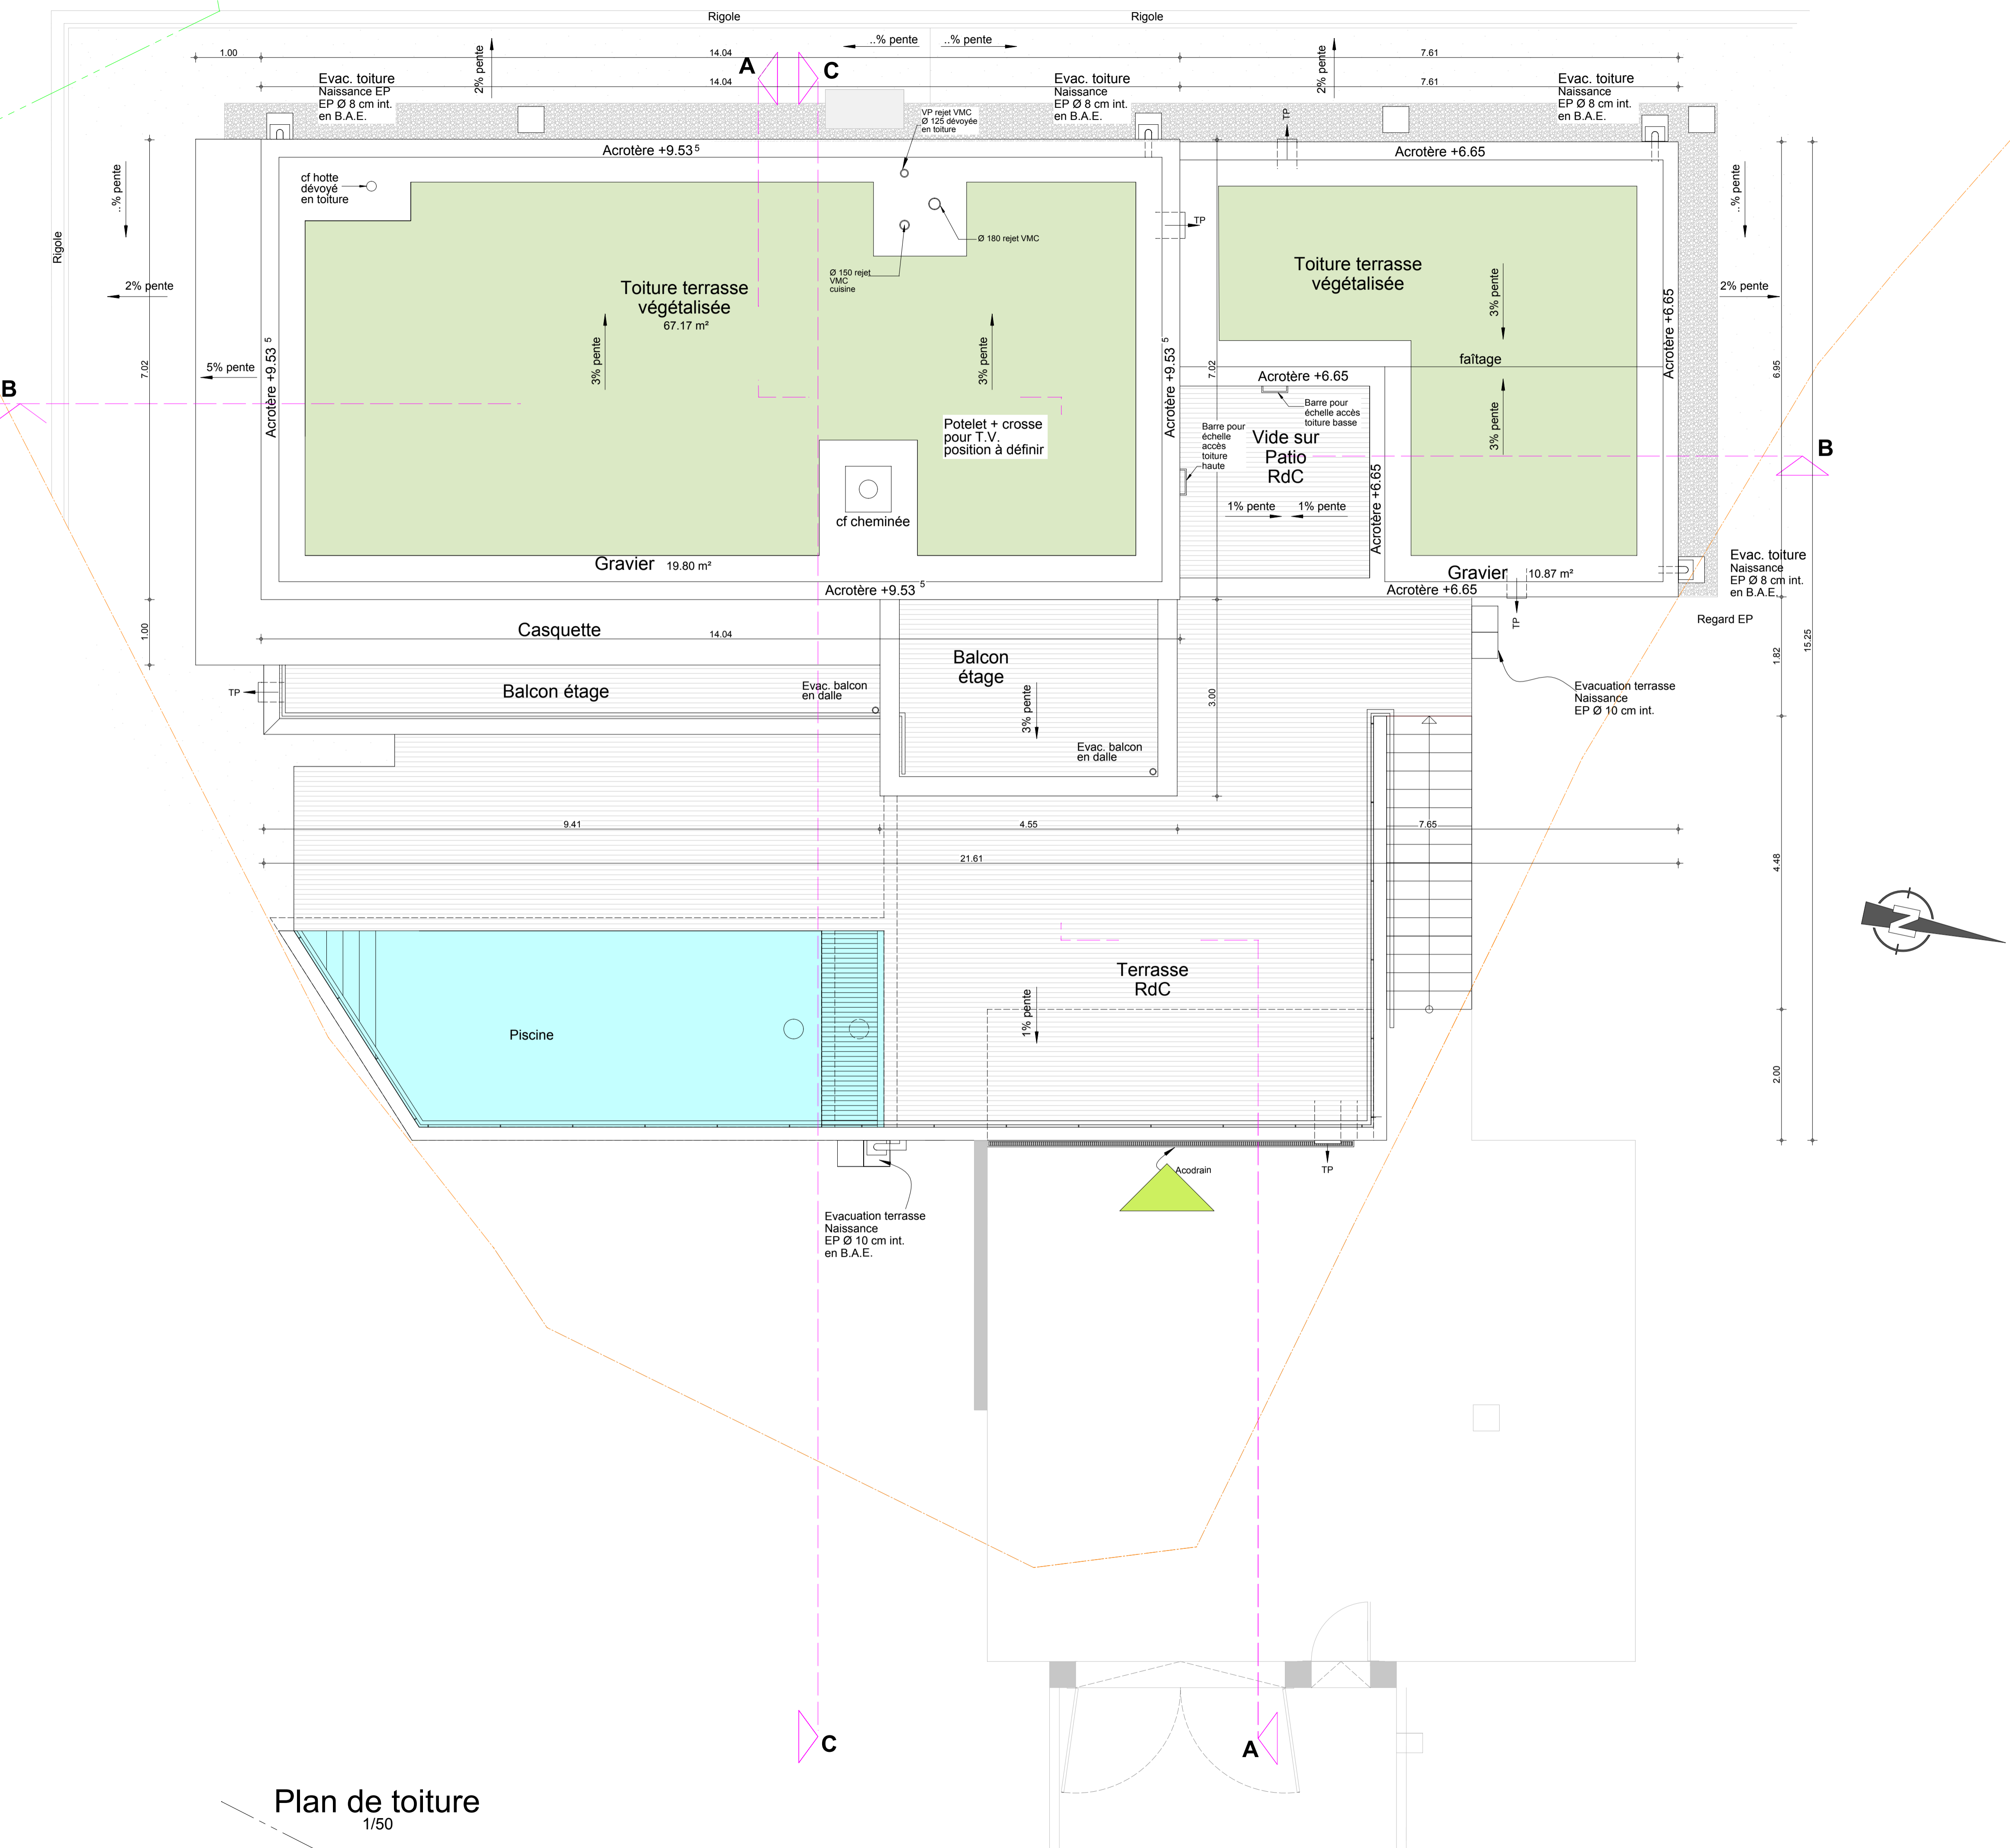 Rigole
Rigole
..% pente
..% pente
1.00
14.04
7.61
2% pente
2% pente
A
C
14.04
7.61
Evac. toiture
Naissance EP
EP Ø 8 cm int.
en B.A.E.
Evac. toiture
Naissance
EP Ø 8 cm int.
en B.A.E.
Evac. toiture
Naissance
EP Ø 8 cm int.
en B.A.E.
VP rejet VMC
Ø 125 dévoyée
en toiture
TP
Acrotère +9.53 5
Acrotère +6.65
cf hotte
dévoyé
en toiture
..% pente
..% pente
Rigole
TP
Ø 180 rejet VMC
Ø 150 rejet
VMC
cuisine
Toiture terrasse
végétalisée
67.17 m²
Toiture terrasse
végétalisée
3% pente
2% pente
2% pente
Acrotère +6.65
3% pente
3% pente
7.02
7.02
6.95
5% pente
Acrotère +9.53 5
Acrotère +9.53 5
faîtage
Acrotère +6.65
B
Barre pour
échelle accès
toiture basse
3% pente
Potelet + crosse
pour T.V.
position à définir
Barre pour
échelle
accès
toiture
haute
Vide sur
Patio
RdC
B
Acrotère +6.65
1% pente
1% pente
cf cheminée
Gravier 19.80 m²
Gravier 10.87 m²
Evac. toiture
Naissance
EP Ø 8 cm int.
en B.A.E.
Acrotère +9.53 5
Acrotère +6.65
Regard EP
TP
1.00
Casquette
14.04
1.82
15.25
Balcon
étage
TP
Balcon étage
Evac. balcon
en dalle
3% pente
3.00
Evacuation terrasse
Naissance
EP Ø 10 cm int.
Evac. balcon
en dalle
9.41
4.55
7.65
21.61
4.48
N
Terrasse
RdC
1% pente
Piscine
2.00
Acodrain
TP
Evacuation terrasse
Naissance
EP Ø 10 cm int.
en B.A.E.
C
A
Plan de toiture
1/50